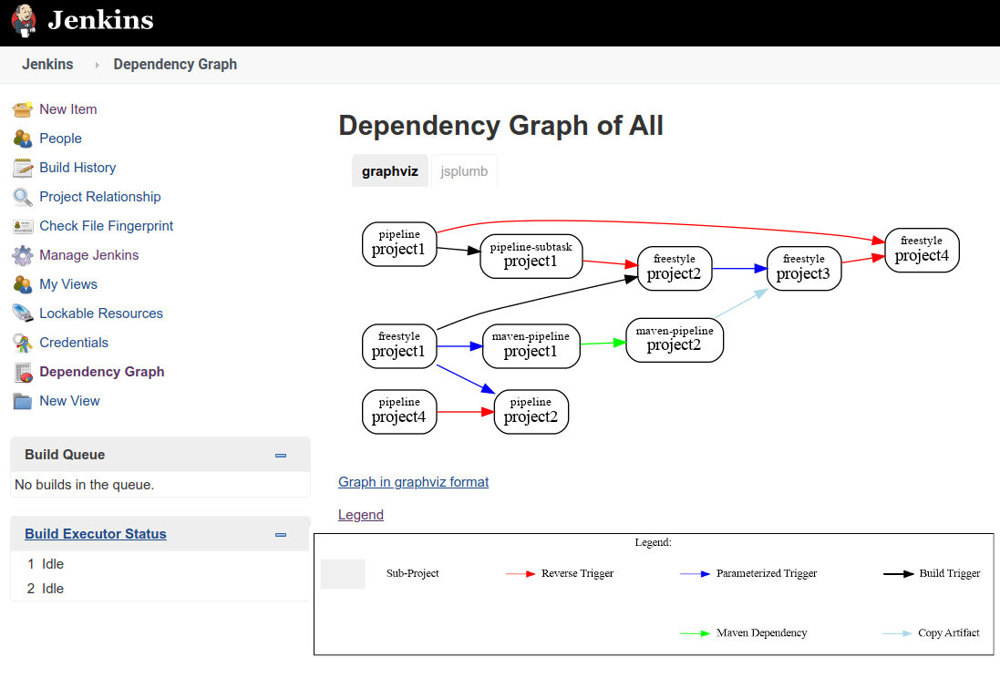 Jenkins
Jenkins
Dependency Graph
New Item
People
Build History
Project Relationship
Check File Fingerprint
Manage Jenkins
My Views
Lockable Resources
Credentials
Dependency Graph
New View
Build Queue
No builds in the queue.
Build Executor Status
1 Idle
2 Idle
Dependency Graph of All
graphviz
jsplumb
pipeline
project1
pipeline-subtask
project1
freestyle
project2
freestyle
project3
freestyle
project4
freestyle
project1
maven-pipeline
project1
maven-pipeline
project2
pipeline
project4
pipeline
project2
Graph in graphviz format
Legend
Legend:
Sub-Project
Reverse Trigger
Parameterized Trigger
Build Trigger
Maven Dependency
Copy Artifact